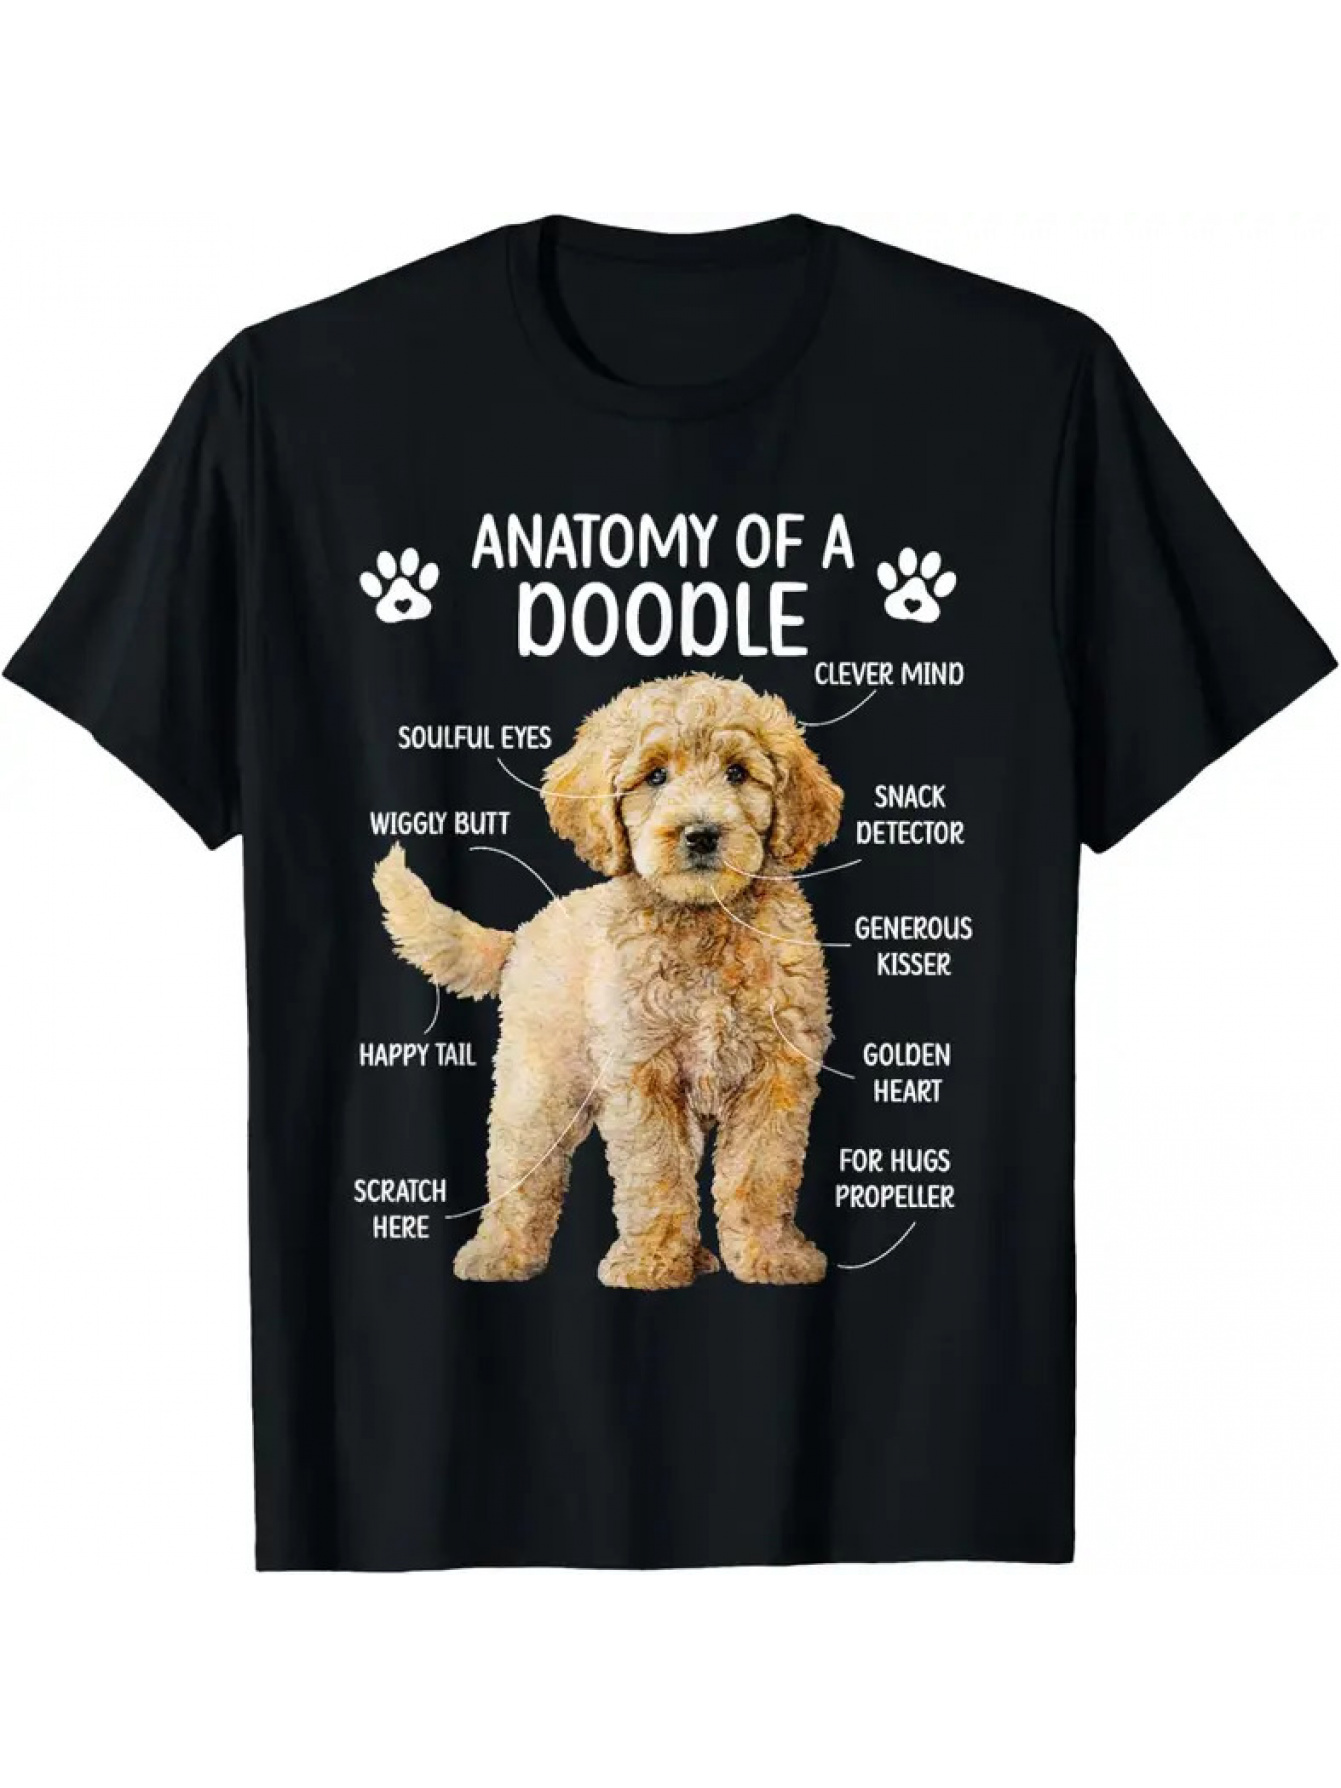 ANATOMY OF A
DOODLE
CLEVER MIND
SOULFUL EYES
SNACK
DETECTOR
WIGGLY BUTT
GENEROUS
KISSER
HAPPY TAIL
GOLDEN
HEART
FOR HUGS
PROPELLER
SCRATCH
HERE